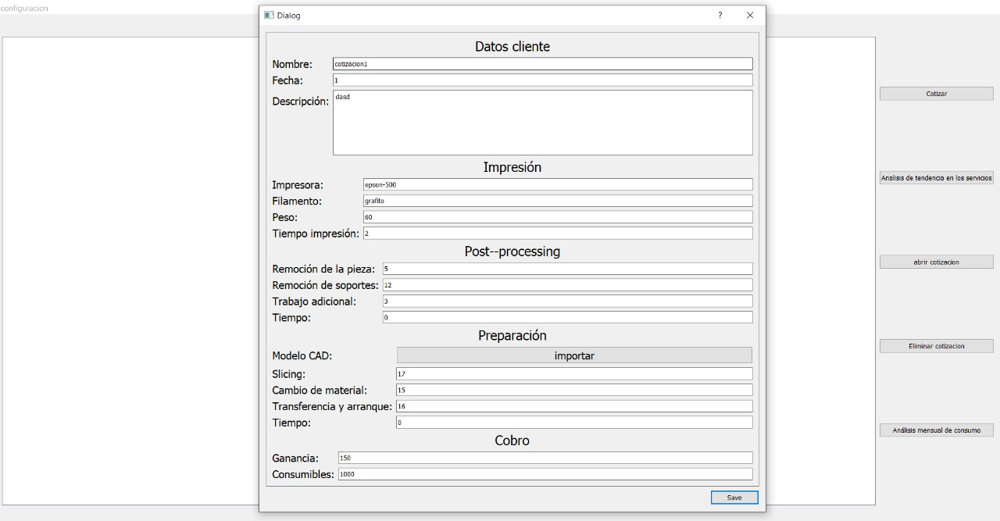 configuracion
Dialog
?
Datos cliente
Nombre: cotizacion1
Fecha: 1
Descripción: dasd
Impresión
Impresora: epson-500
Filamento: grafito
Peso: 60
Tiempo impresión: 2
Post--processing
Remoción de la pieza: 5
Remoción de soportes: 12
Trabajo adicional: 3
Tiempo: 0
Preparación
Modelo CAD: importar
Slicing: 17
Cambio de material: 15
Transferencia y arranque: 16
Tiempo: 0
Cobro
Ganancia: 150
Consumibles: 1000
Save
Cotizar
Analisis de tendencia en los servicios
abrir cotizacion
Eliminar cotizacion
Análisis mensual de consumo